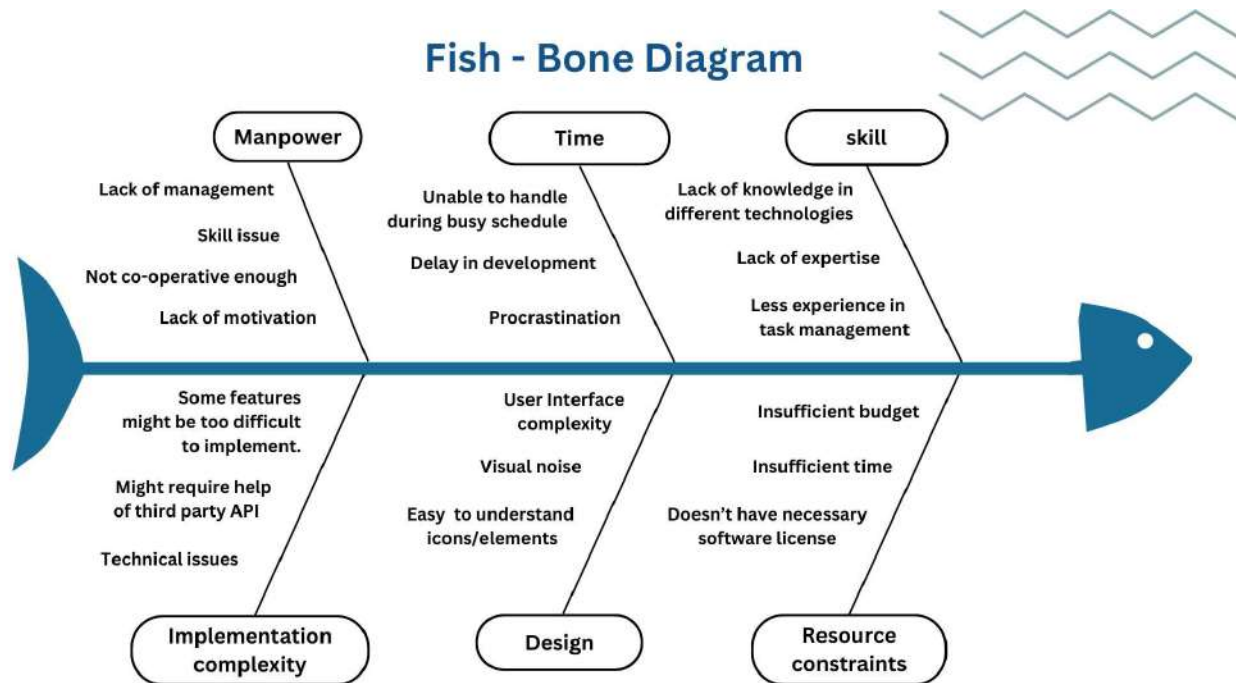 Fish - Bone Diagram
Manpower
Lack of management
Skill issue
Not co-operative enough
Lack of motivation
Time
Unable to handle
during busy schedule
Delay in development
Procrastination
skill
Lack of knowledge in
different technologies
Lack of expertise
Less experience in
task management
Some features
might be too difficult
to implement.
Might require help
of third party API
Technical issues
Implementation
complexity
User Interface
complexity
Visual noise
Easy to understand
icons/elements
Design
Insufficient budget
Insufficient time
Doesn't have necessary
software license
Resource
constraints